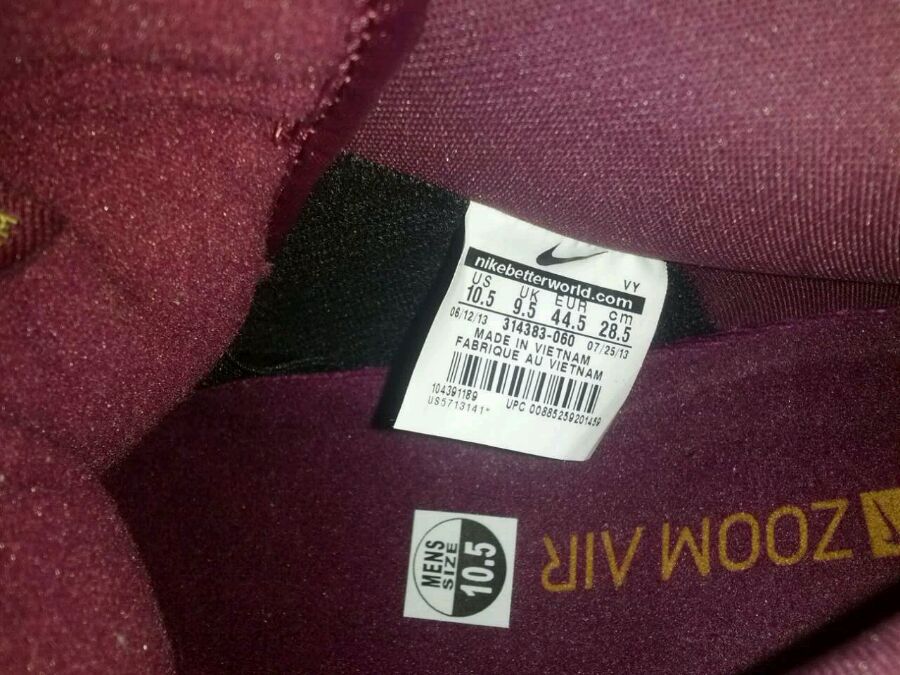 VY
nikebetterworld.com
US UK EUR cm
10.5 9.5 44.5 28.5
06/12/13 314383-060 07/25/13
MADE IN VIETNAM
FABRIQUE AU VIETNAM
104391189
US5713141* UPC 00885259201459
MENS
SIZE
10.5
ZOOM AIR